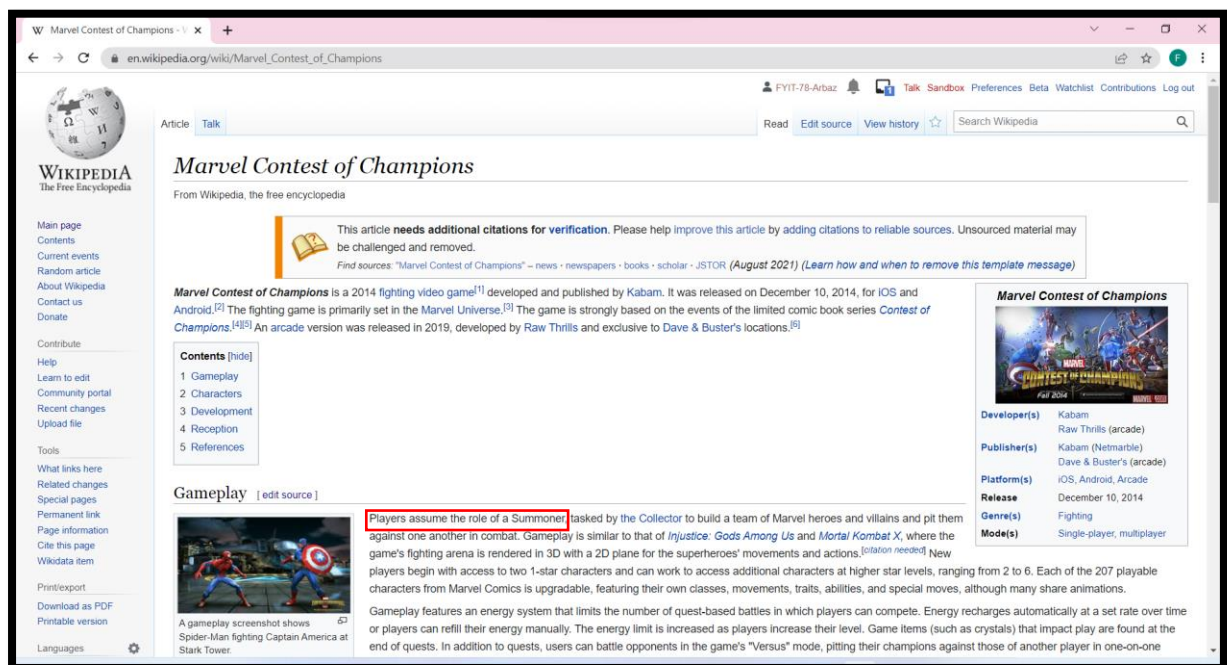 Marvel Contest of Champions - W
en.wikipedia.org/wiki/Marvel_Contest_of_Champions
F
FYIT-78-Arbaz 1 Talk Sandbox Preferences Beta Watchlist Contributions Log out
Article Talk
Read Edit source View history Search Wikipedia
WIKIPEDIA
The Free Encyclopedia
Main page
Contents
Current events
Random article
About Wikipedia
Contact us
Donate
Contribute
Help
Learn to edit
Community portal
Recent changes
Upload file
Tools
What links here
Related changes
Special pages
Permanent link
Page information
Cite this page
Wikidata item
Print/export
Download as PDF
Printable version
Languages
Marvel Contest of Champions
From Wikipedia, the free encyclopedia
This article needs additional citations for verification. Please help improve this article by adding citations to reliable sources. Unsourced material may
be challenged and removed.
Find sources: "Marvel Contest of Champions" – news · newspapers · books · scholar · JSTOR (August 2021) (Learn how and when to remove this template message)
Marvel Contest of Champions is a 2014 fighting video game[1] developed and published by Kabam. It was released on December 10, 2014, for iOS and
Android.[2] The fighting game is primarily set in the Marvel Universe.[3] The game is strongly based on the events of the limited comic book series Contest of
Champions.[4][5] An arcade version was released in 2019, developed by Raw Thrills and exclusive to Dave & Buster's locations.[6]
Contents [hide]
1 Gameplay
2 Characters
3 Development
4 Reception
5 References
Marvel Contest of Champions
MARVEL
CONTEST OF CHAMPIONS
Fall 2014
Developer(s) Kabam
Raw Thrills (arcade)
Publisher(s) Kabam (Netmarble)
Dave & Buster's (arcade)
Platform(s) iOS, Android, Arcade
Release December 10, 2014
Genre(s) Fighting
Mode(s) Single-player, multiplayer
Gameplay [ edit source ]
A gameplay screenshot shows
Spider-Man fighting Captain America at
Stark Tower.
Players assume the role of a Summoner, tasked by the Collector to build a team of Marvel heroes and villains and pit them
against one another in combat. Gameplay is similar to that of Injustice: Gods Among Us and Mortal Kombat X, where the
game's fighting arena is rendered in 3D with a 2D plane for the superheroes' movements and actions.[citation needed] New
players begin with access to two 1-star characters and can work to access additional characters at higher star levels, ranging from 2 to 6. Each of the 207 playable
characters from Marvel Comics is upgradable, featuring their own classes, movements, traits, abilities, and special moves, although many share animations.
Gameplay features an energy system that limits the number of quest-based battles in which players can compete. Energy recharges automatically at a set rate over time
or players can refill their energy manually. The energy limit is increased as players increase their level. Game items (such as crystals) that impact play are found at the
end of quests. In addition to quests, users can battle opponents in the game's "Versus" mode, pitting their champions against those of another player in one-on-one